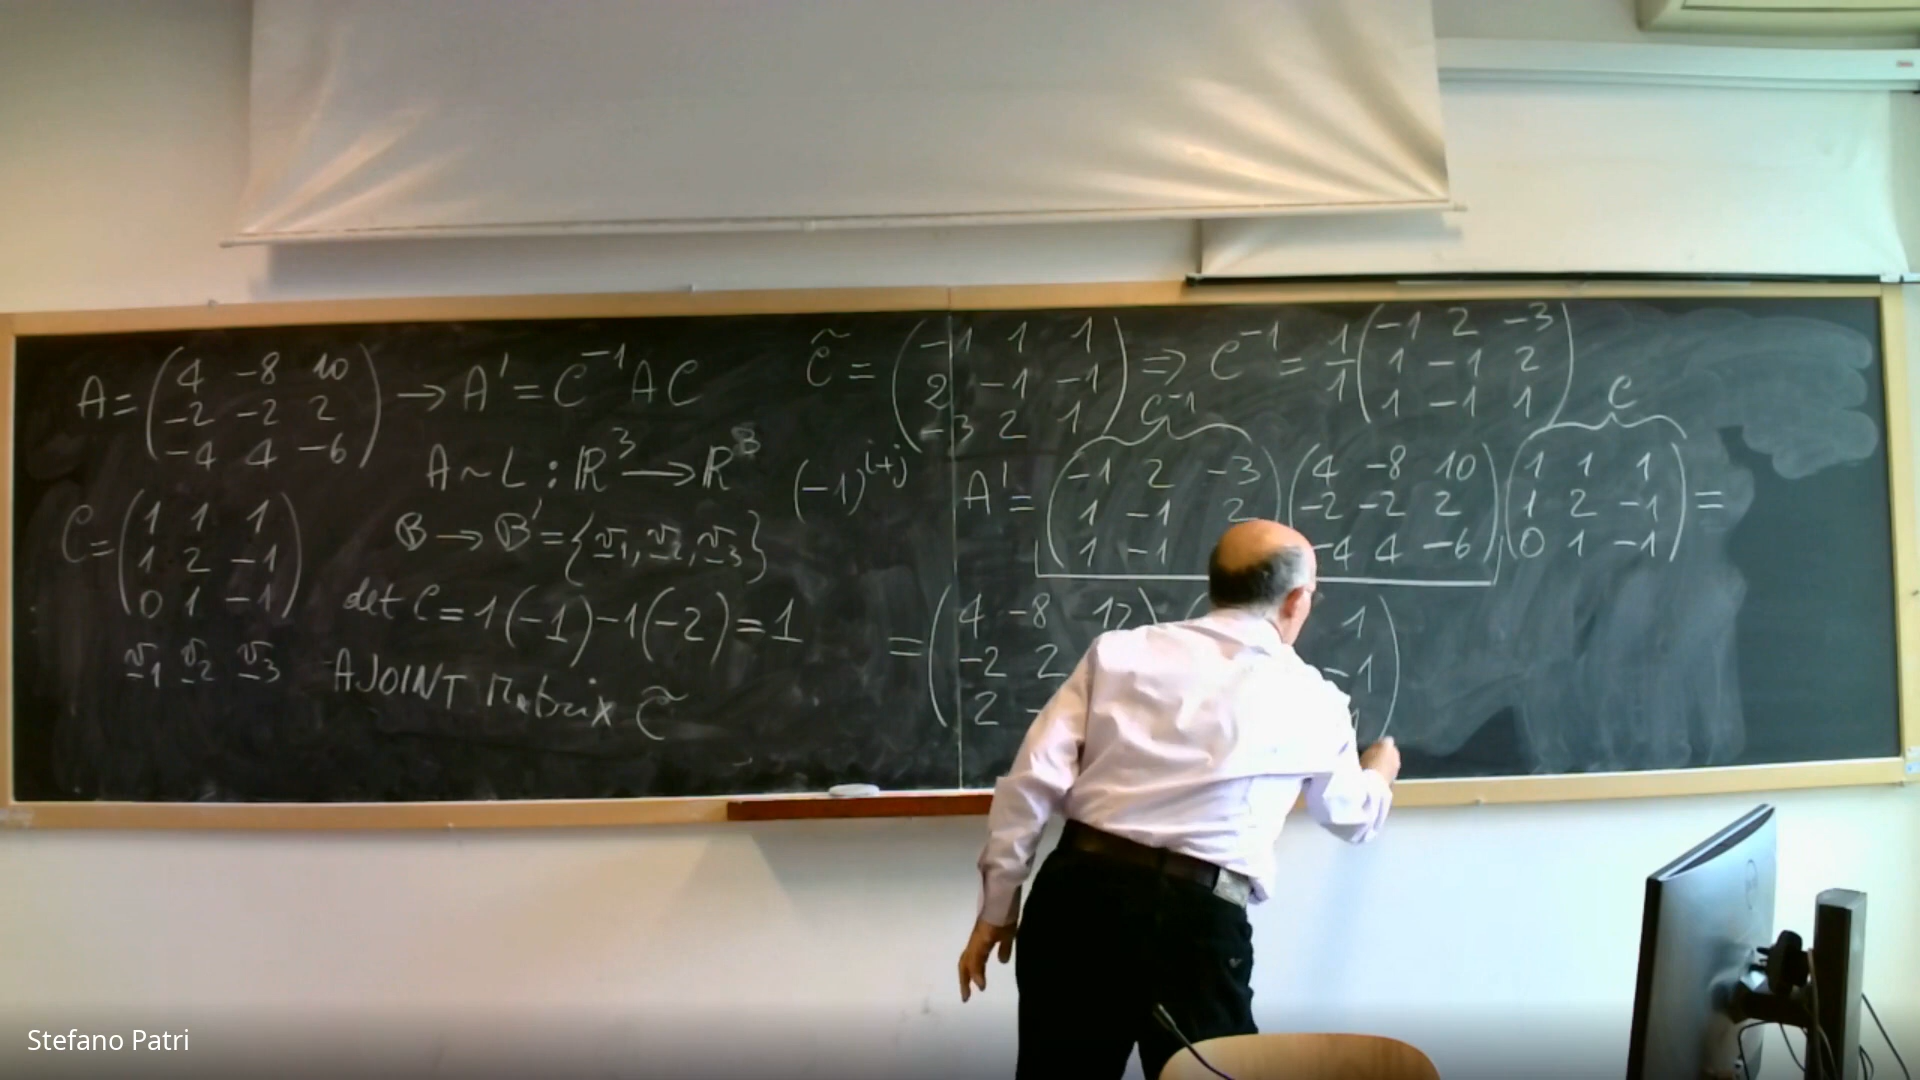 A = ( 4 -8 10
-2 -2 2
-4 4 -6 ) → A' = C⁻¹ A C
A ~ L : ℝ³ → ℝ³
C = ( 1 1 1
1 2 -1
0 1 -1 )
v₁ v₂ v₃
B → B' = { v₁, v₂, v₃ }
det C = 1(-1) - 1(-2) = 1
AJOINT Matrix C̃
C̃ = ( -1 1 1
2 -1 -1
-3 2 1 ) ⇒ C⁻¹ = 1/1 ( -1 2 -3
1 -1 2
1 -1 1 )
(-1)^(i+j)
C⁻¹
C
A' = ( -1 2 -3
1 -1 2
1 -1 ) ( 4 -8 10
-2 -2 2
-4 4 -6 ) ( 1 1 1
1 2 -1
0 1 -1 ) =
= ( 4 -8 12
-2 2
2 - ) ( 1
-1
1 )
Stefano Patri